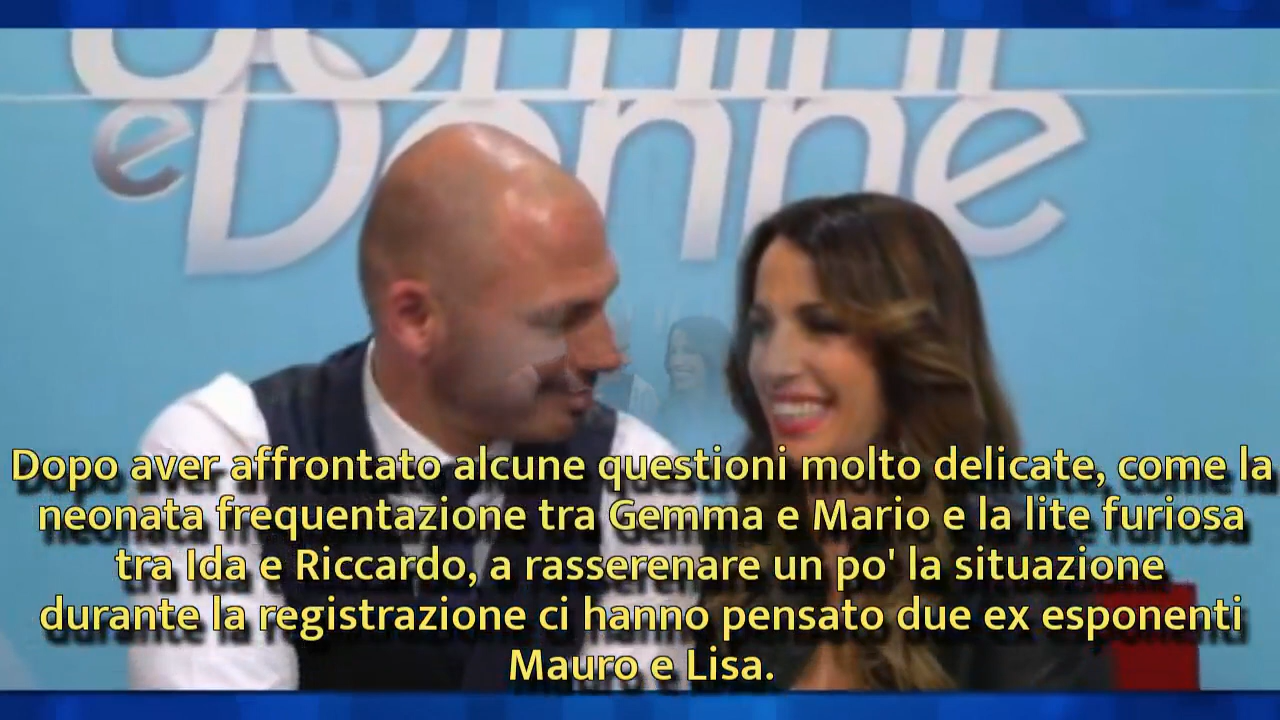 Uomini
e Donne
Dopo aver affrontato alcune questioni molto delicate, come la
neonata frequentazione tra Gemma e Mario e la lite furiosa
tra Ida e Riccardo, a rasserenare un po' la situazione
durante la registrazione ci hanno pensato due ex esponenti
Mauro e Lisa.